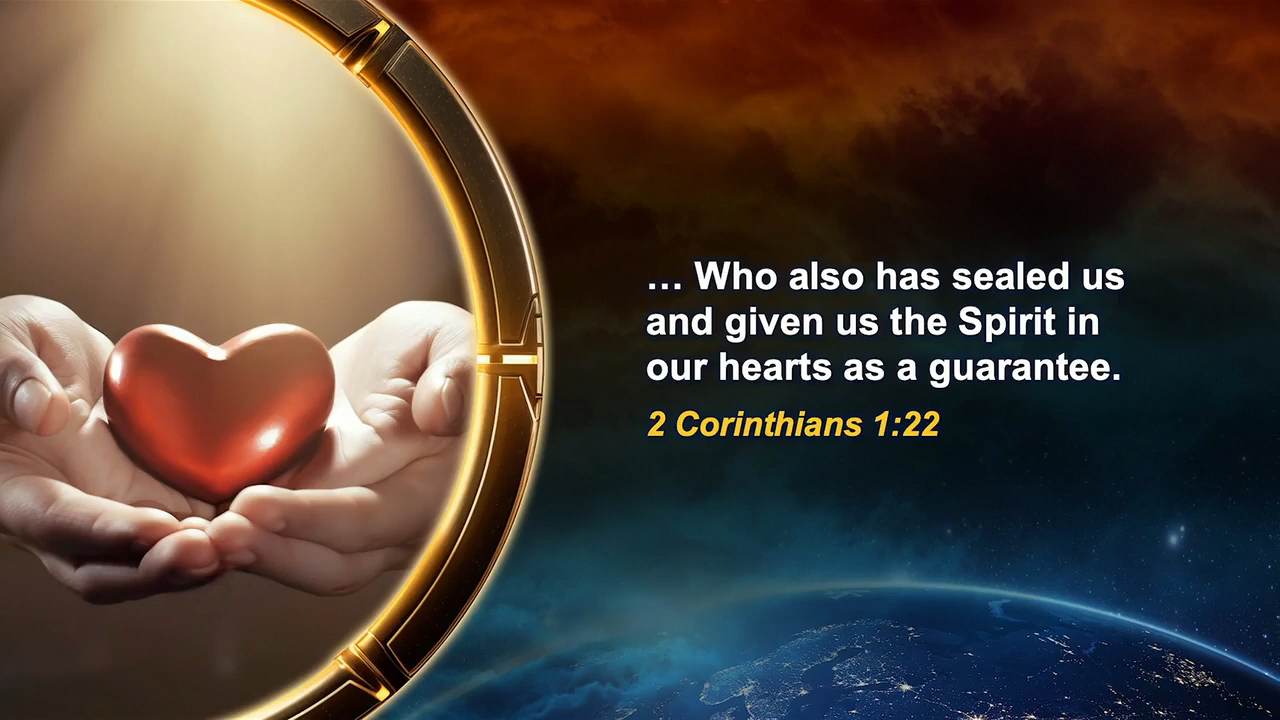 … Who also has sealed us
and given us the Spirit in
our hearts as a guarantee.
2 Corinthians 1:22